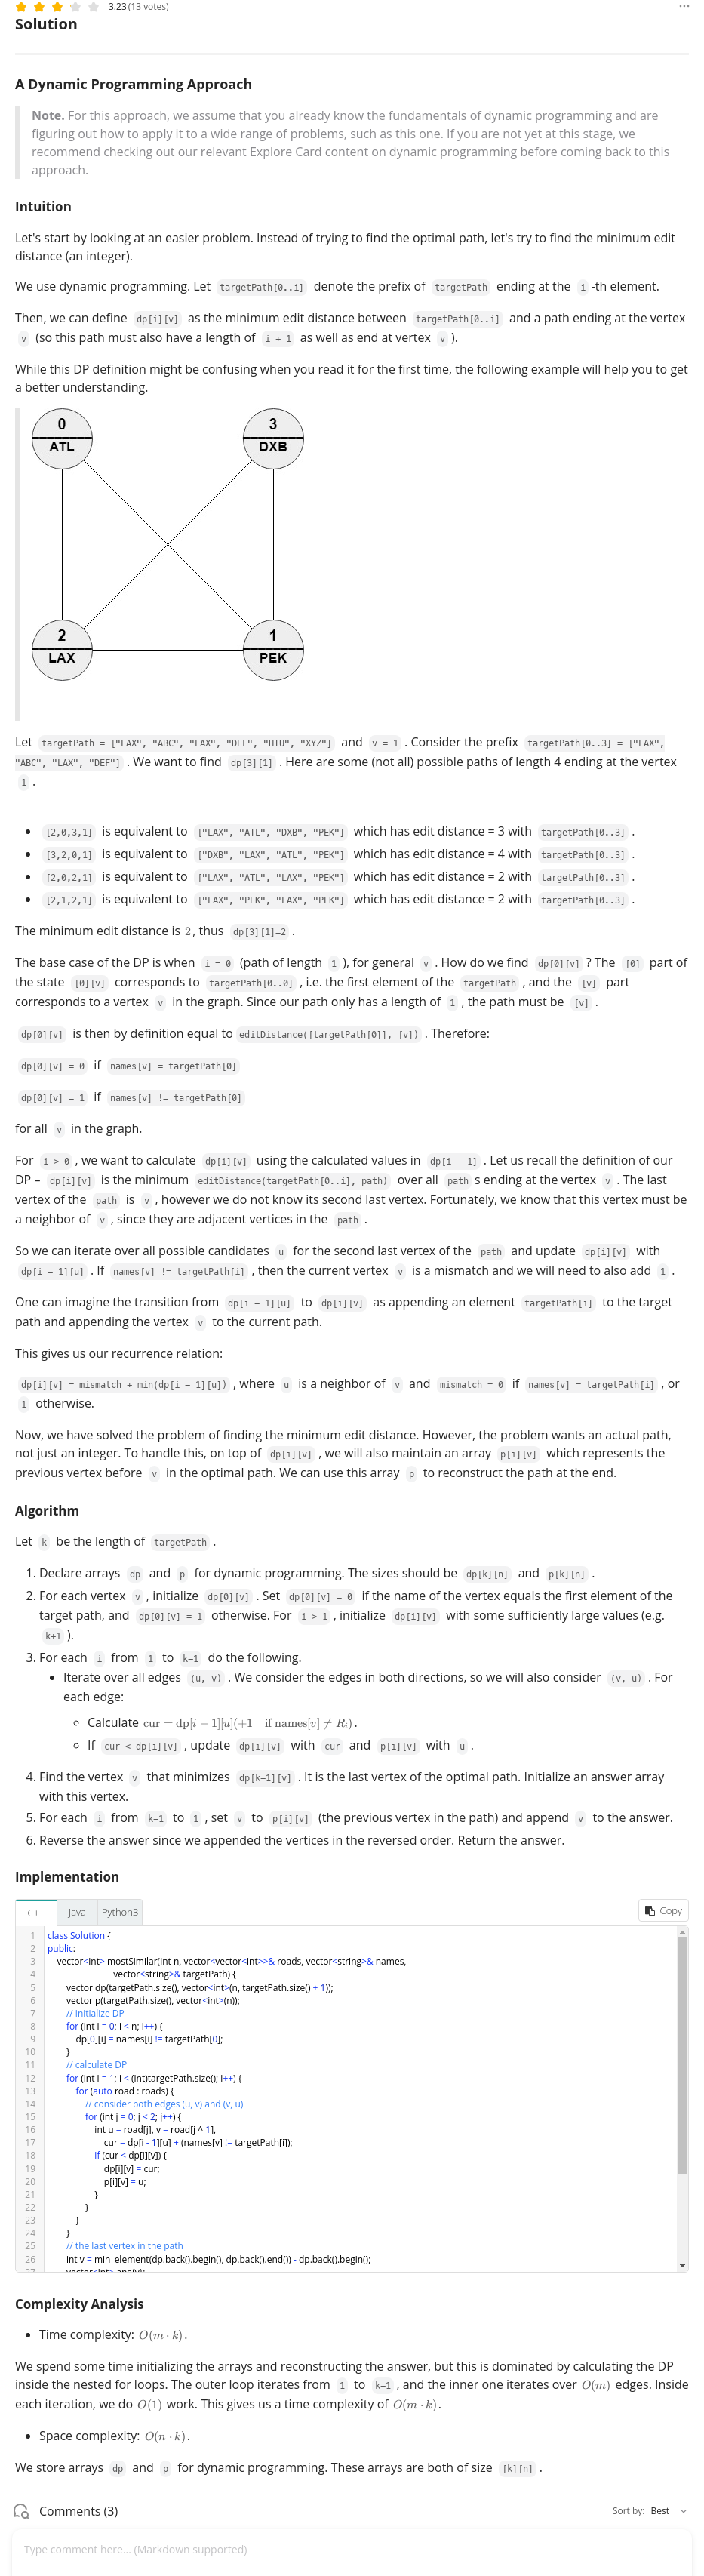 3.23 (13 votes)
Solution
A Dynamic Programming Approach
Note. For this approach, we assume that you already know the fundamentals of dynamic programming and are
figuring out how to apply it to a wide range of problems, such as this one. If you are not yet at this stage, we
recommend checking out our relevant Explore Card content on dynamic programming before coming back to this
approach.
Intuition
Let's start by looking at an easier problem. Instead of trying to find the optimal path, let's try to find the minimum edit
distance (an integer).
We use dynamic programming. Let targetPath[0..i] denote the prefix of targetPath ending at the i -th element.
Then, we can define dp[i][v] as the minimum edit distance between targetPath[0..i] and a path ending at the vertex
v (so this path must also have a length of i + 1 as well as end at vertex v ).
While this DP definition might be confusing when you read it for the first time, the following example will help you to get
a better understanding.
0 3
ATL DXB
2 1
LAX PEK
Let targetPath = ["LAX", "ABC", "LAX", "DEF", "HTU", "XYZ"] and v = 1 . Consider the prefix targetPath[0..3] = ["LAX",
"ABC", "LAX", "DEF"] . We want to find dp[3][1] . Here are some (not all) possible paths of length 4 ending at the vertex
1 .
• [2,0,3,1] is equivalent to ["LAX", "ATL", "DXB", "PEK"] which has edit distance = 3 with targetPath[0..3] .
• [3,2,0,1] is equivalent to ["DXB", "LAX", "ATL", "PEK"] which has edit distance = 4 with targetPath[0..3] .
• [2,0,2,1] is equivalent to ["LAX", "ATL", "LAX", "PEK"] which has edit distance = 2 with targetPath[0..3] .
• [2,1,2,1] is equivalent to ["LAX", "PEK", "LAX", "PEK"] which has edit distance = 2 with targetPath[0..3] .
The minimum edit distance is 2, thus dp[3][1]=2 .
The base case of the DP is when i = 0 (path of length 1 ), for general v . How do we find dp[0][v] ? The [0] part of
the state [0][v] corresponds to targetPath[0..0] , i.e. the first element of the targetPath , and the [v] part
corresponds to a vertex v in the graph. Since our path only has a length of 1 , the path must be [v] .
dp[0][v] is then by definition equal to editDistance([targetPath[0]], [v]) . Therefore:
dp[0][v] = 0 if names[v] = targetPath[0]
dp[0][v] = 1 if names[v] != targetPath[0]
for all v in the graph.
For i > 0 , we want to calculate dp[i][v] using the calculated values in dp[i − 1] . Let us recall the definition of our
DP – dp[i][v] is the minimum editDistance(targetPath[0..i], path) over all path s ending at the vertex v . The last
vertex of the path is v , however we do not know its second last vertex. Fortunately, we know that this vertex must be
a neighbor of v , since they are adjacent vertices in the path .
So we can iterate over all possible candidates u for the second last vertex of the path and update dp[i][v] with
dp[i − 1][u] . If names[v] != targetPath[i] , then the current vertex v is a mismatch and we will need to also add 1 .
One can imagine the transition from dp[i − 1][u] to dp[i][v] as appending an element targetPath[i] to the target
path and appending the vertex v to the current path.
This gives us our recurrence relation:
dp[i][v] = mismatch + min(dp[i − 1][u]) , where u is a neighbor of v and mismatch = 0 if names[v] = targetPath[i] , or
1 otherwise.
Now, we have solved the problem of finding the minimum edit distance. However, the problem wants an actual path,
not just an integer. To handle this, on top of dp[i][v] , we will also maintain an array p[i][v] which represents the
previous vertex before v in the optimal path. We can use this array p to reconstruct the path at the end.
Algorithm
Let k be the length of targetPath .
1. Declare arrays dp and p for dynamic programming. The sizes should be dp[k][n] and p[k][n] .
2. For each vertex v , initialize dp[0][v] . Set dp[0][v] = 0 if the name of the vertex equals the first element of the
target path, and dp[0][v] = 1 otherwise. For i > 1 , initialize dp[i][v] with some sufficiently large values (e.g.
k+1 ).
3. For each i from 1 to k−1 do the following.
• Iterate over all edges (u, v) . We consider the edges in both directions, so we will also consider (v, u) . For
each edge:
◦ Calculate cur = dp[i − 1][u](+1 if names[v] ≠ Rᵢ).
◦ If cur < dp[i][v] , update dp[i][v] with cur and p[i][v] with u .
4. Find the vertex v that minimizes dp[k−1][v] . It is the last vertex of the optimal path. Initialize an answer array
with this vertex.
5. For each i from k−1 to 1 , set v to p[i][v] (the previous vertex in the path) and append v to the answer.
6. Reverse the answer since we appended the vertices in the reversed order. Return the answer.
Implementation
C++ Java Python3 Copy
1 class Solution {
2 public:
3 vector<int> mostSimilar(int n, vector<vector<int>>& roads, vector<string>& names,
4 vector<string>& targetPath) {
5 vector dp(targetPath.size(), vector<int>(n, targetPath.size() + 1));
6 vector p(targetPath.size(), vector<int>(n));
7 // initialize DP
8 for (int i = 0; i < n; i++) {
9 dp[0][i] = names[i] != targetPath[0];
10 }
11 // calculate DP
12 for (int i = 1; i < (int)targetPath.size(); i++) {
13 for (auto road : roads) {
14 // consider both edges (u, v) and (v, u)
15 for (int j = 0; j < 2; j++) {
16 int u = road[j], v = road[j ^ 1],
17 cur = dp[i - 1][u] + (names[v] != targetPath[i]);
18 if (cur < dp[i][v]) {
19 dp[i][v] = cur;
20 p[i][v] = u;
21 }
22 }
23 }
24 }
25 // the last vertex in the path
26 int v = min_element(dp.back().begin(), dp.back().end()) - dp.back().begin();
27 vector<int> ans{v};
Complexity Analysis
• Time complexity: O(m · k).
We spend some time initializing the arrays and reconstructing the answer, but this is dominated by calculating the DP
inside the nested for loops. The outer loop iterates from 1 to k−1 , and the inner one iterates over O(m) edges. Inside
each iteration, we do O(1) work. This gives us a time complexity of O(m · k).
• Space complexity: O(n · k).
We store arrays dp and p for dynamic programming. These arrays are both of size [k][n] .
Comments (3) Sort by: Best
Type comment here... (Markdown supported)